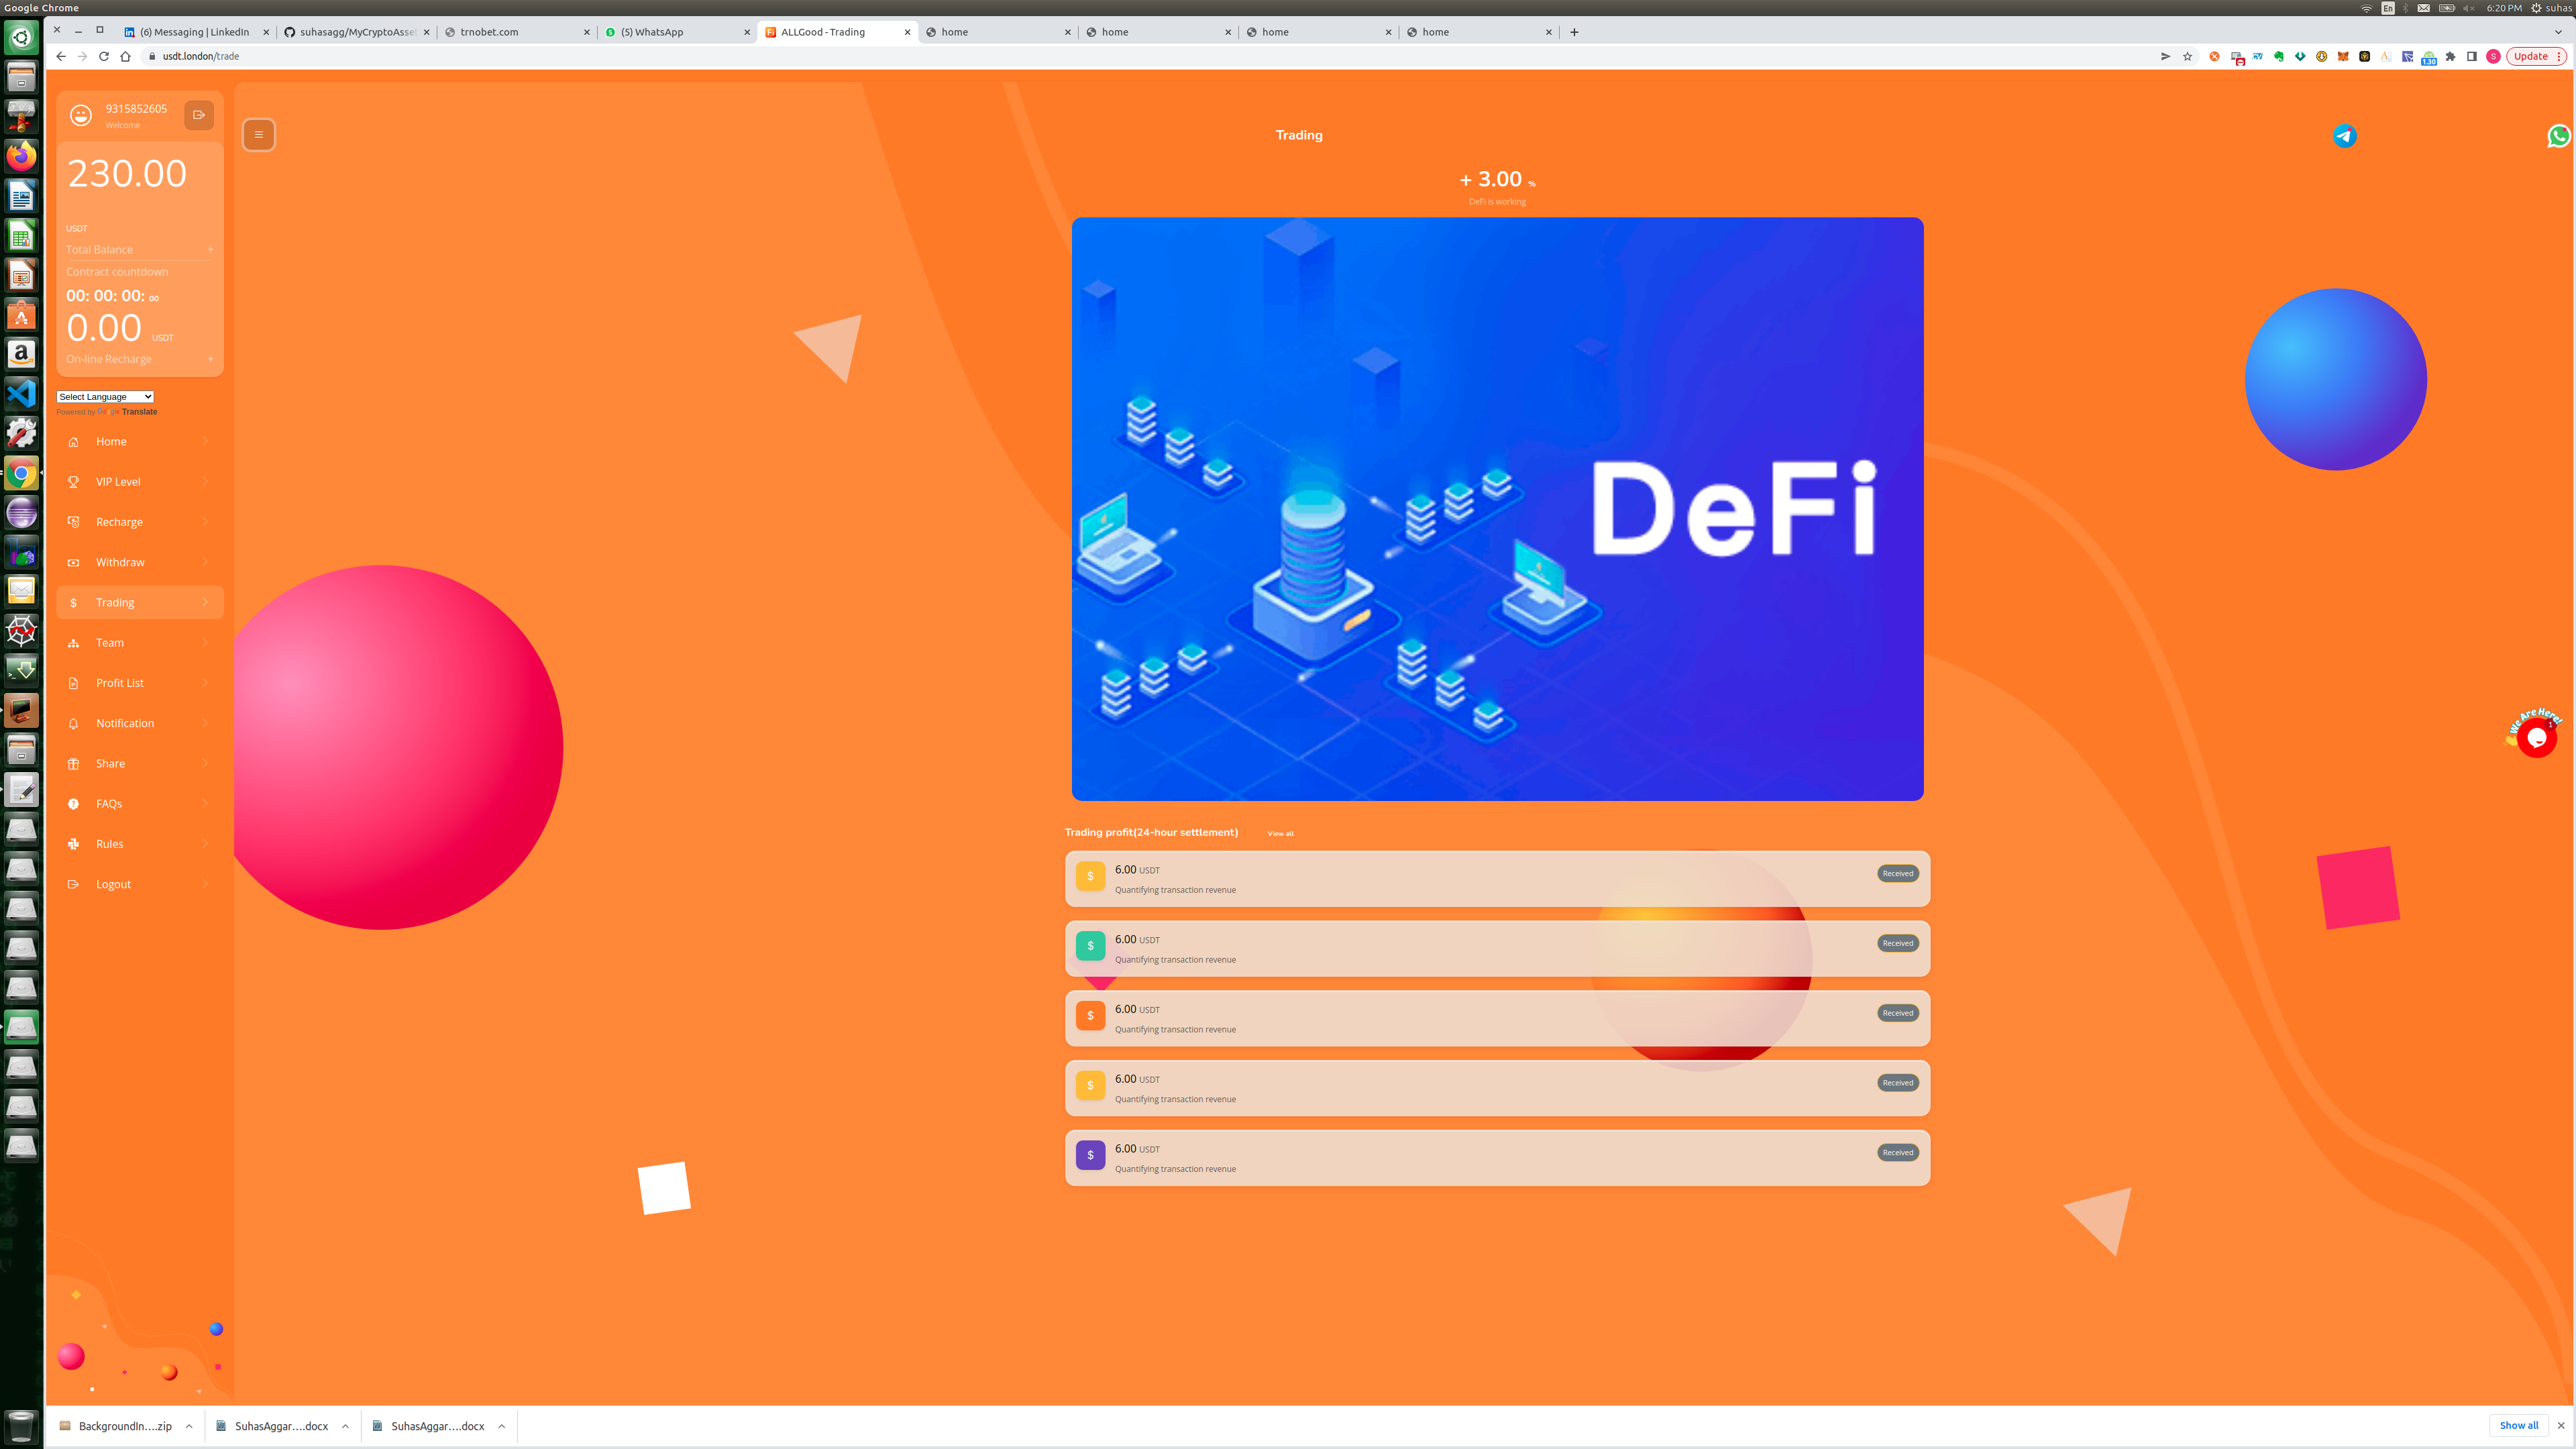 Google Chrome
En
6:20 PM
suhas
(6) Messaging | LinkedIn
suhasagg/MyCryptoAsse
trnobet.com
(5) WhatsApp
ALLGood - Trading
home
home
home
home
usdt.london/trade
1.30
S
Update
9315852605
Welcome
230.00
USDT
Total Balance +
Contract countdown
00: 00: 00: 00
0.00 USDT
On-line Recharge +
Select Language
Powered by Google Translate
Home
VIP Level
Recharge
Withdraw
Trading
Team
Profit List
Notification
Share
FAQs
Rules
Logout
Trading
+ 3.00 %
DeFi is working
DeFi
We Are Here!
1
Trading profit(24-hour settlement) View all
$ 6.00 USDT Received
Quantifying transaction revenue
$ 6.00 USDT Received
Quantifying transaction revenue
$ 6.00 USDT Received
Quantifying transaction revenue
$ 6.00 USDT Received
Quantifying transaction revenue
$ 6.00 USDT Received
Quantifying transaction revenue
BackgroundIn....zip
SuhasAggar....docx
SuhasAggar....docx
Show all